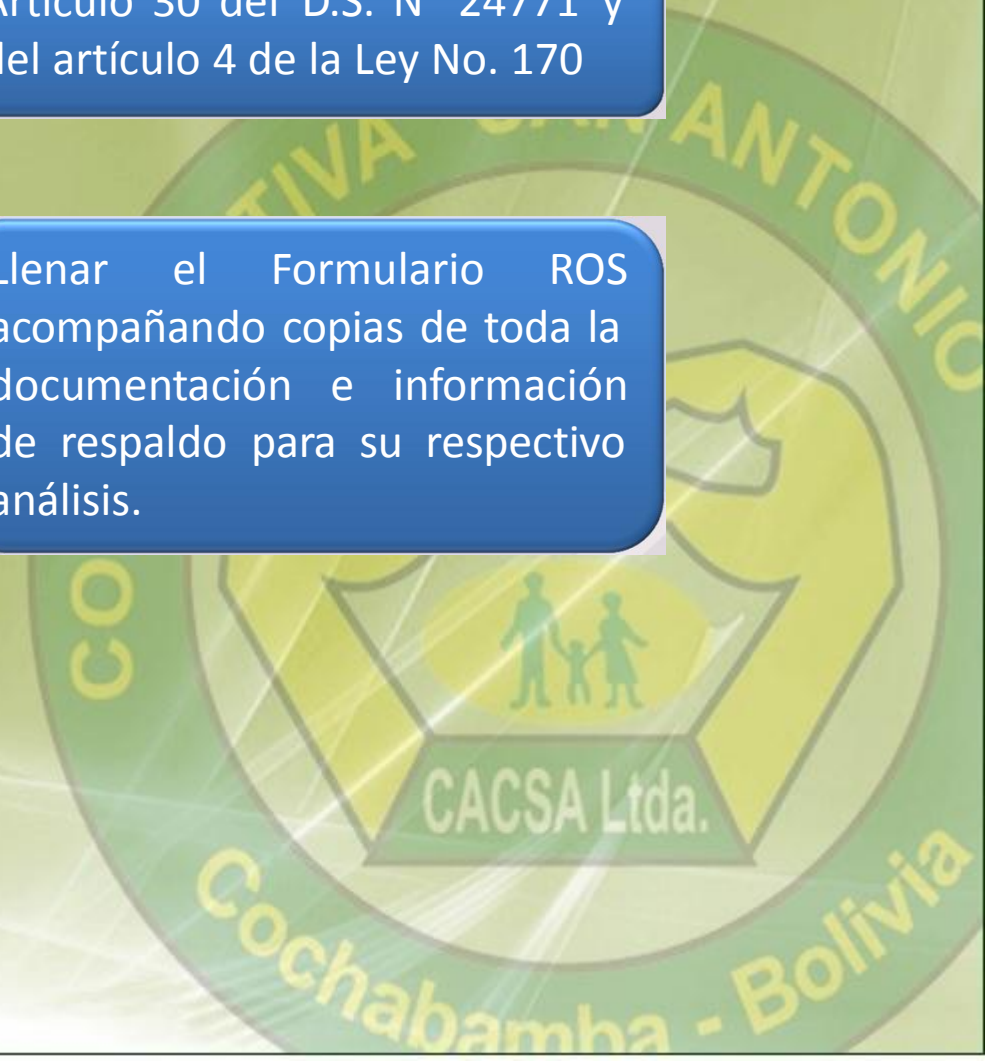 Artículo 30 del D.S. N° 24771 y
del artículo 4 de la Ley No. 170
Llenar el Formulario ROS
acompañando copias de toda la
documentación e información
de respaldo para su respectivo
análisis.
SAN ANTONIO
CACSA Ltda.
Cochabamba - Bolivia